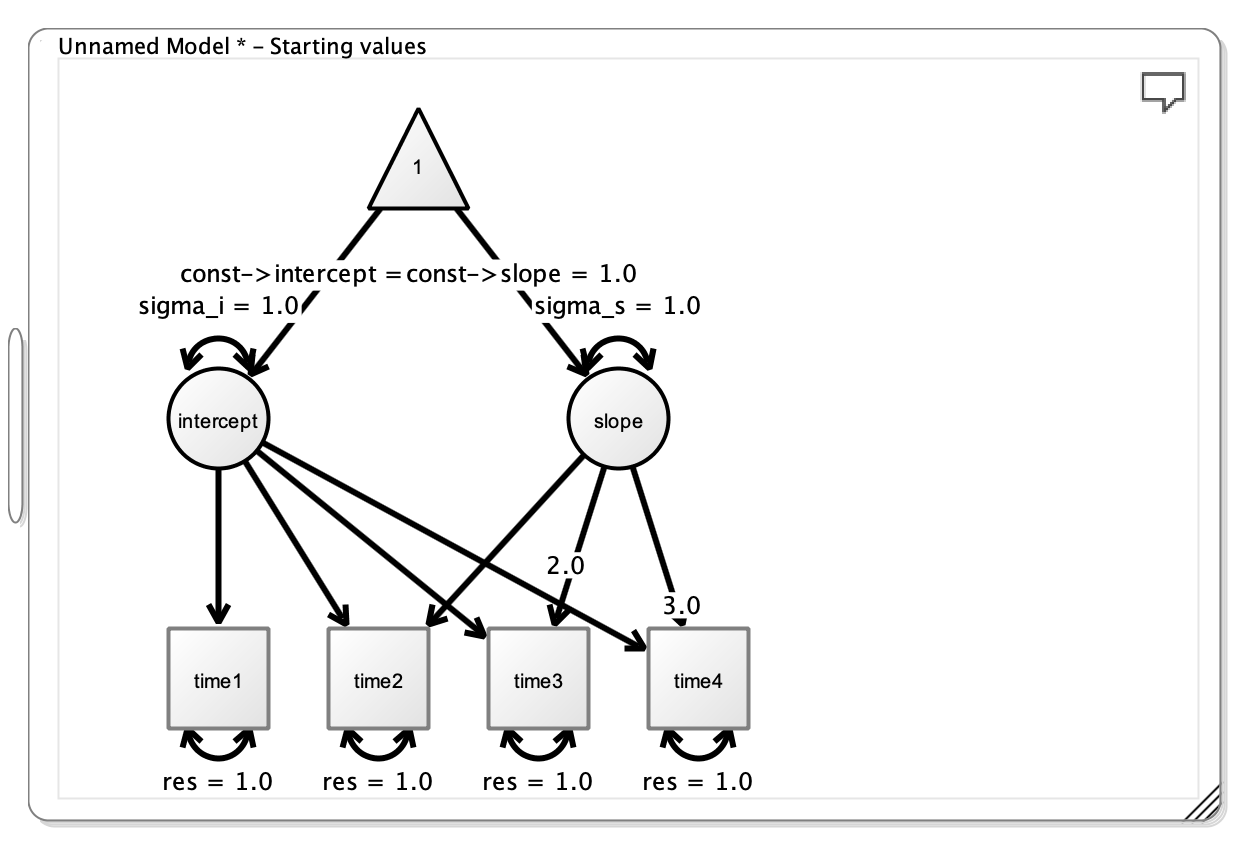 Unnamed Model * – Starting values
1
const->intercept = const->slope = 1.0
sigma_i = 1.0 sigma_s = 1.0
intercept slope
2.0
3.0
time1 time2 time3 time4
res = 1.0 res = 1.0 res = 1.0 res = 1.0